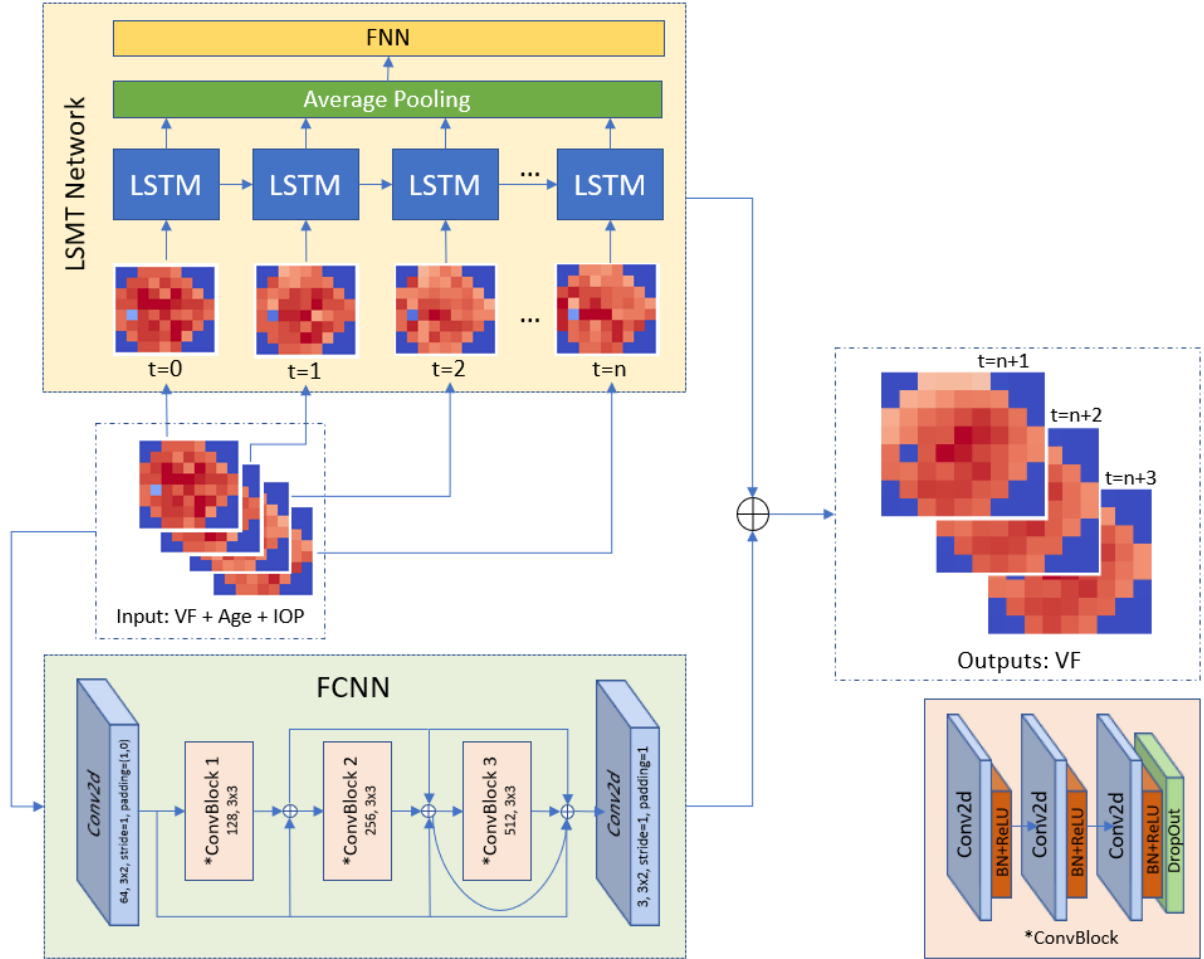 LSMT Network
FNN
Average Pooling
LSTM
LSTM
LSTM
...
LSTM
...
t=0
t=1
t=2
t=n
Input: VF + Age + IOP
t=n+1
t=n+2
t=n+3
Outputs: VF
FCNN
Conv2d
64, 3x2, stride=1, padding=(1,0)
*ConvBlock 1
128, 3x3
*ConvBlock 2
256, 3x3
*ConvBlock 3
512, 3x3
Conv2d
3, 3x2, stride=1, padding=1
Conv2d
BN+ReLU
Conv2d
BN+ReLU
Conv2d
BN+ReLU
DropOut
*ConvBlock